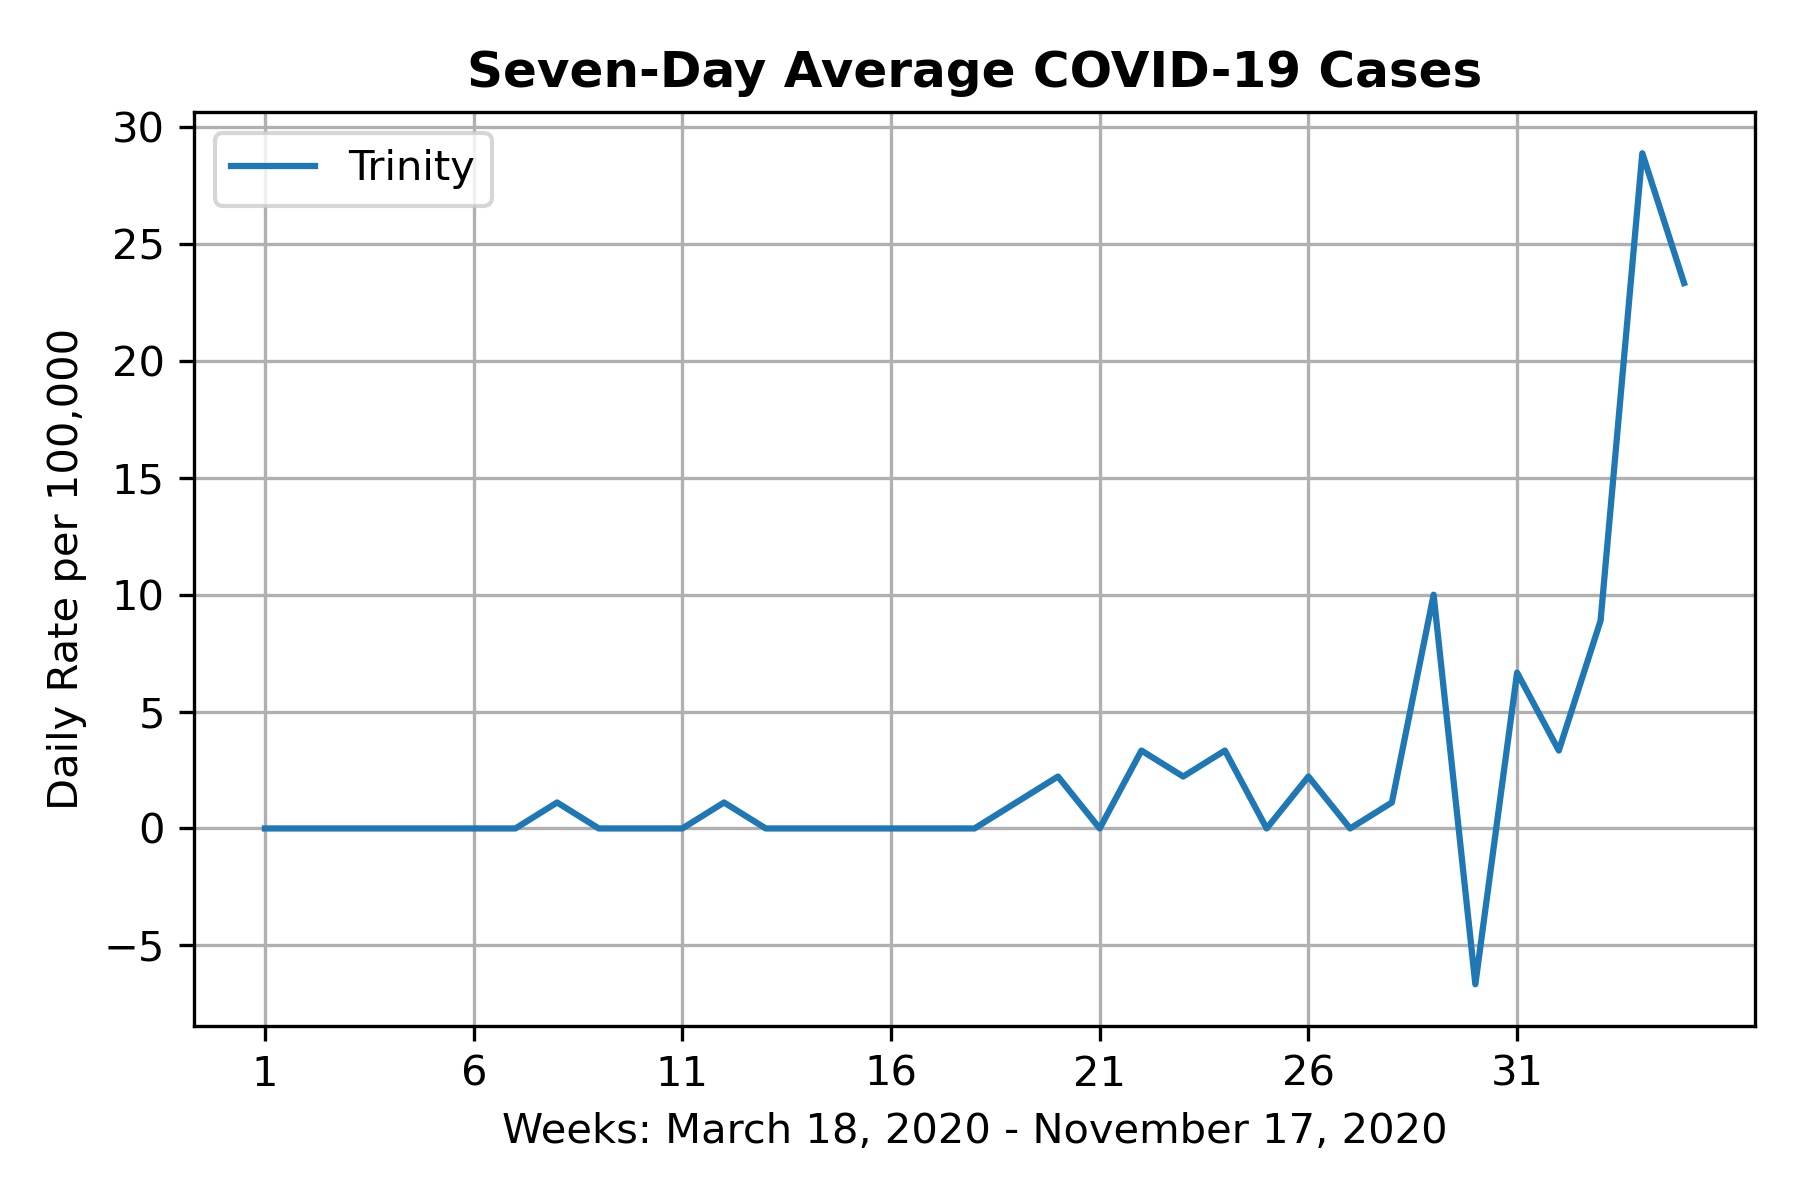 Seven-Day Average COVID-19 Cases
Trinity
30
25
20
15
10
5
0
−5
Daily Rate per 100,000
1 6 11 16 21 26 31
Weeks: March 18, 2020 - November 17, 2020